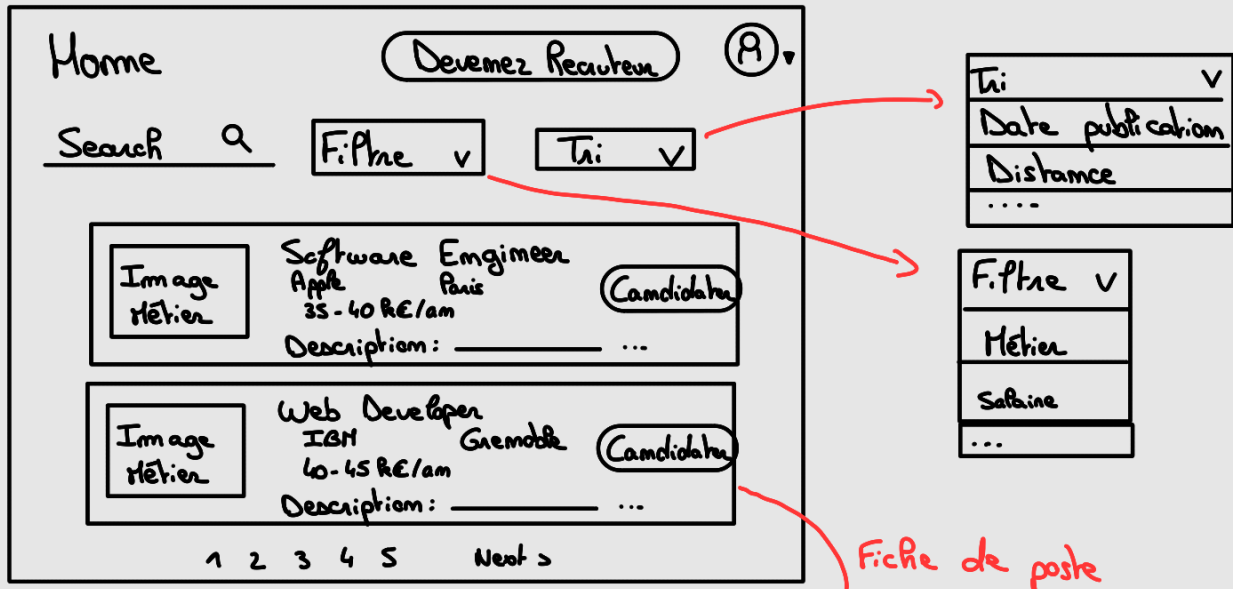 Home
Devenez Recruteur
Search
Filtre v
Tri v
Image
Métier
Software Engineer
Apple Paris
35-40 k€/an
Description: ...
Candidater
Image
Métier
Web Developer
IBM Grenoble
40-45 k€/an
Description: ...
Candidater
1 2 3 4 5 Next >
Tri v
Date publication
Distance
....
Filtre v
Métier
Salaire
...
Fiche de poste